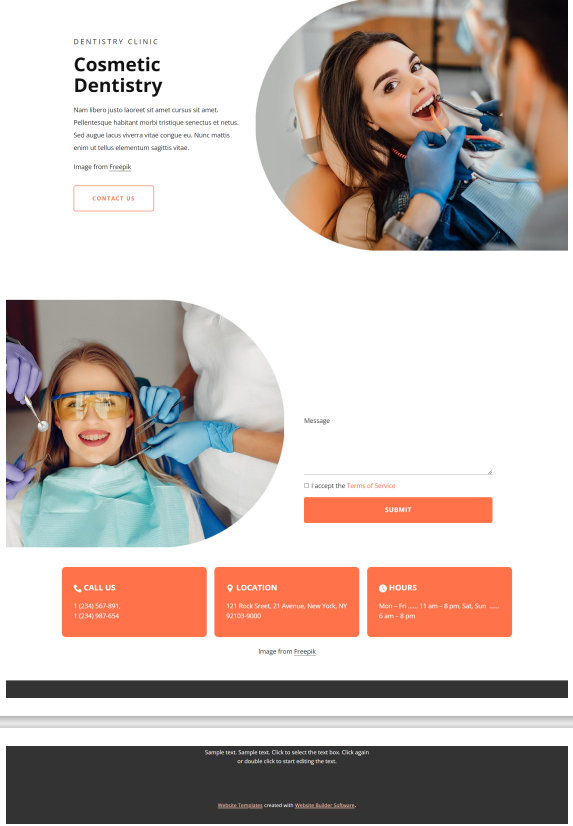 DENTISTRY CLINIC
Cosmetic
Dentistry
Nam libero justo laoreet sit amet cursus sit amet.
Pellentesque habitant morbi tristique senectus et netus.
Sed augue lacus viverra vitae congue eu. Nunc mattis
enim ut tellus elementum sagittis vitae.
Image from Freepik
CONTACT US
Message
I accept the Terms of Service
SUBMIT
CALL US
1 (234) 567-891,
1 (234) 987-654
LOCATION
121 Rock Sreet, 21 Avenue, New York, NY
92103-9000
HOURS
Mon – Fri ...... 11 am – 8 pm, Sat, Sun ......
6 am – 8 pm
Image from Freepik
Sample text. Sample text. Click to select the text box. Click again
or double click to start editing the text.
Website Templates created with Website Builder Software.